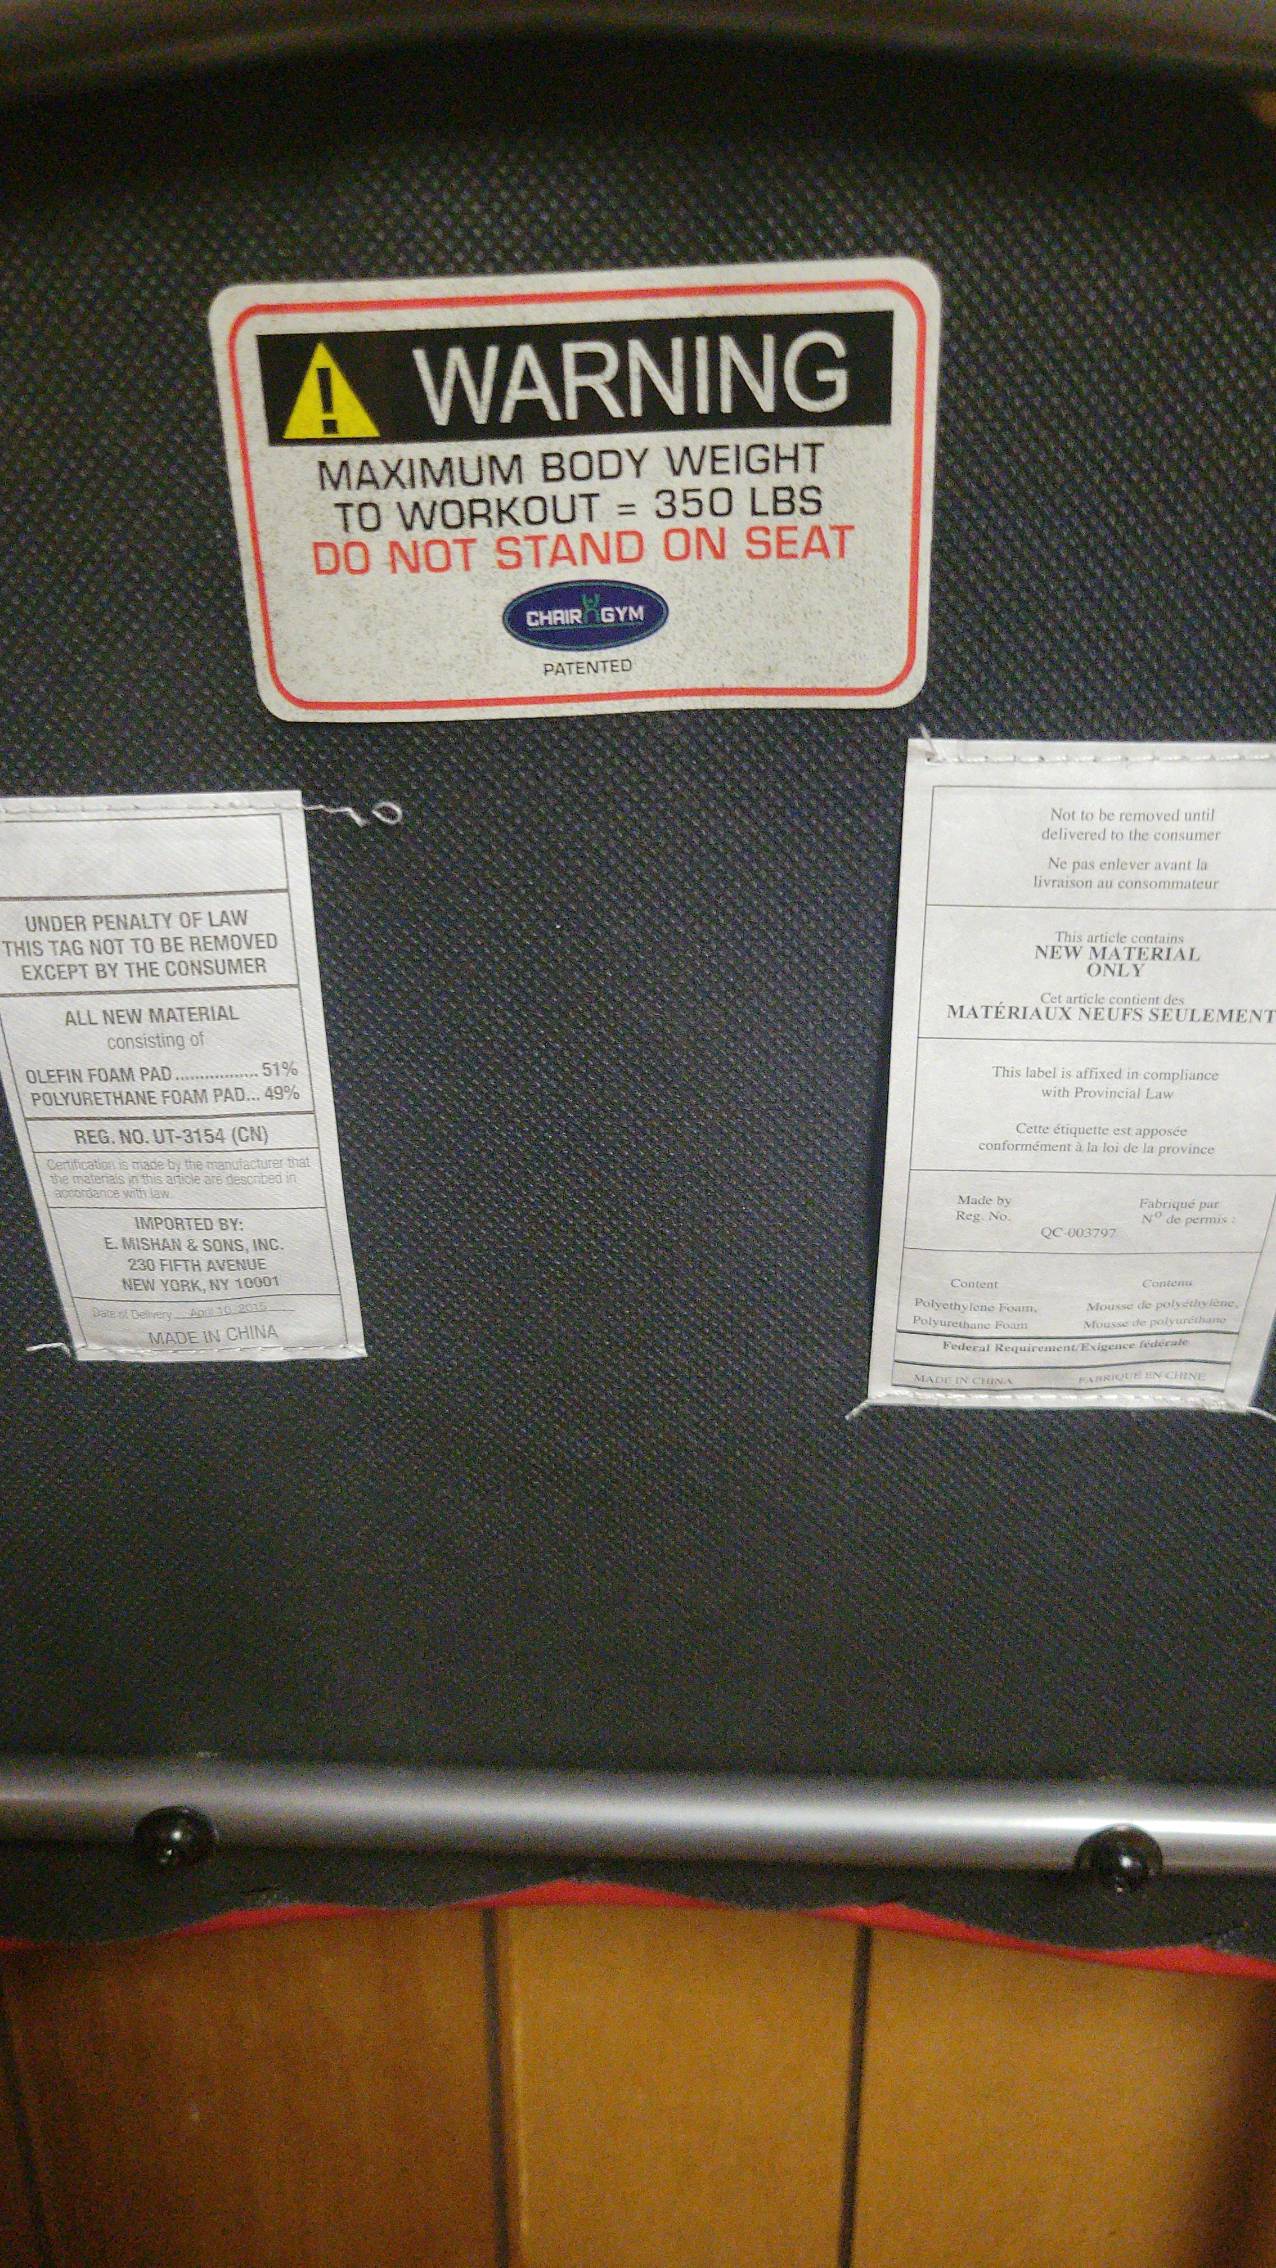 WARNING
MAXIMUM BODY WEIGHT
TO WORKOUT = 350 LBS
DO NOT STAND ON SEAT
CHAIR GYM
PATENTED
UNDER PENALTY OF LAW
THIS TAG NOT TO BE REMOVED
EXCEPT BY THE CONSUMER
ALL NEW MATERIAL
consisting of
OLEFIN FOAM PAD................. 51%
POLYURETHANE FOAM PAD... 49%
REG. NO. UT-3154 (CN)
Certification is made by the manufacturer that
the materials in this article are described in
accordance with law.
IMPORTED BY:
E. MISHAN & SONS, INC.
230 FIFTH AVENUE
NEW YORK, NY 10001
Date of Delivery April 10, 2015
MADE IN CHINA
Not to be removed until
delivered to the consumer
Ne pas enlever avant la
livraison au consommateur
This article contains
NEW MATERIAL
ONLY
Cet article contient des
MATÉRIAUX NEUFS SEULEMENT
This label is affixed in compliance
with Provincial Law
Cette étiquette est apposée
conformément à la loi de la province
Made by Fabriqué par
Reg. No. Nº de permis :
QC-003797
Content Contenu
Polyethylene Foam, Mousse de polyéthylène,
Polyurethane Foam Mousse de polyuréthane
Federal Requirement/Exigence fédérale
MADE IN CHINA FABRIQUÉ EN CHINE